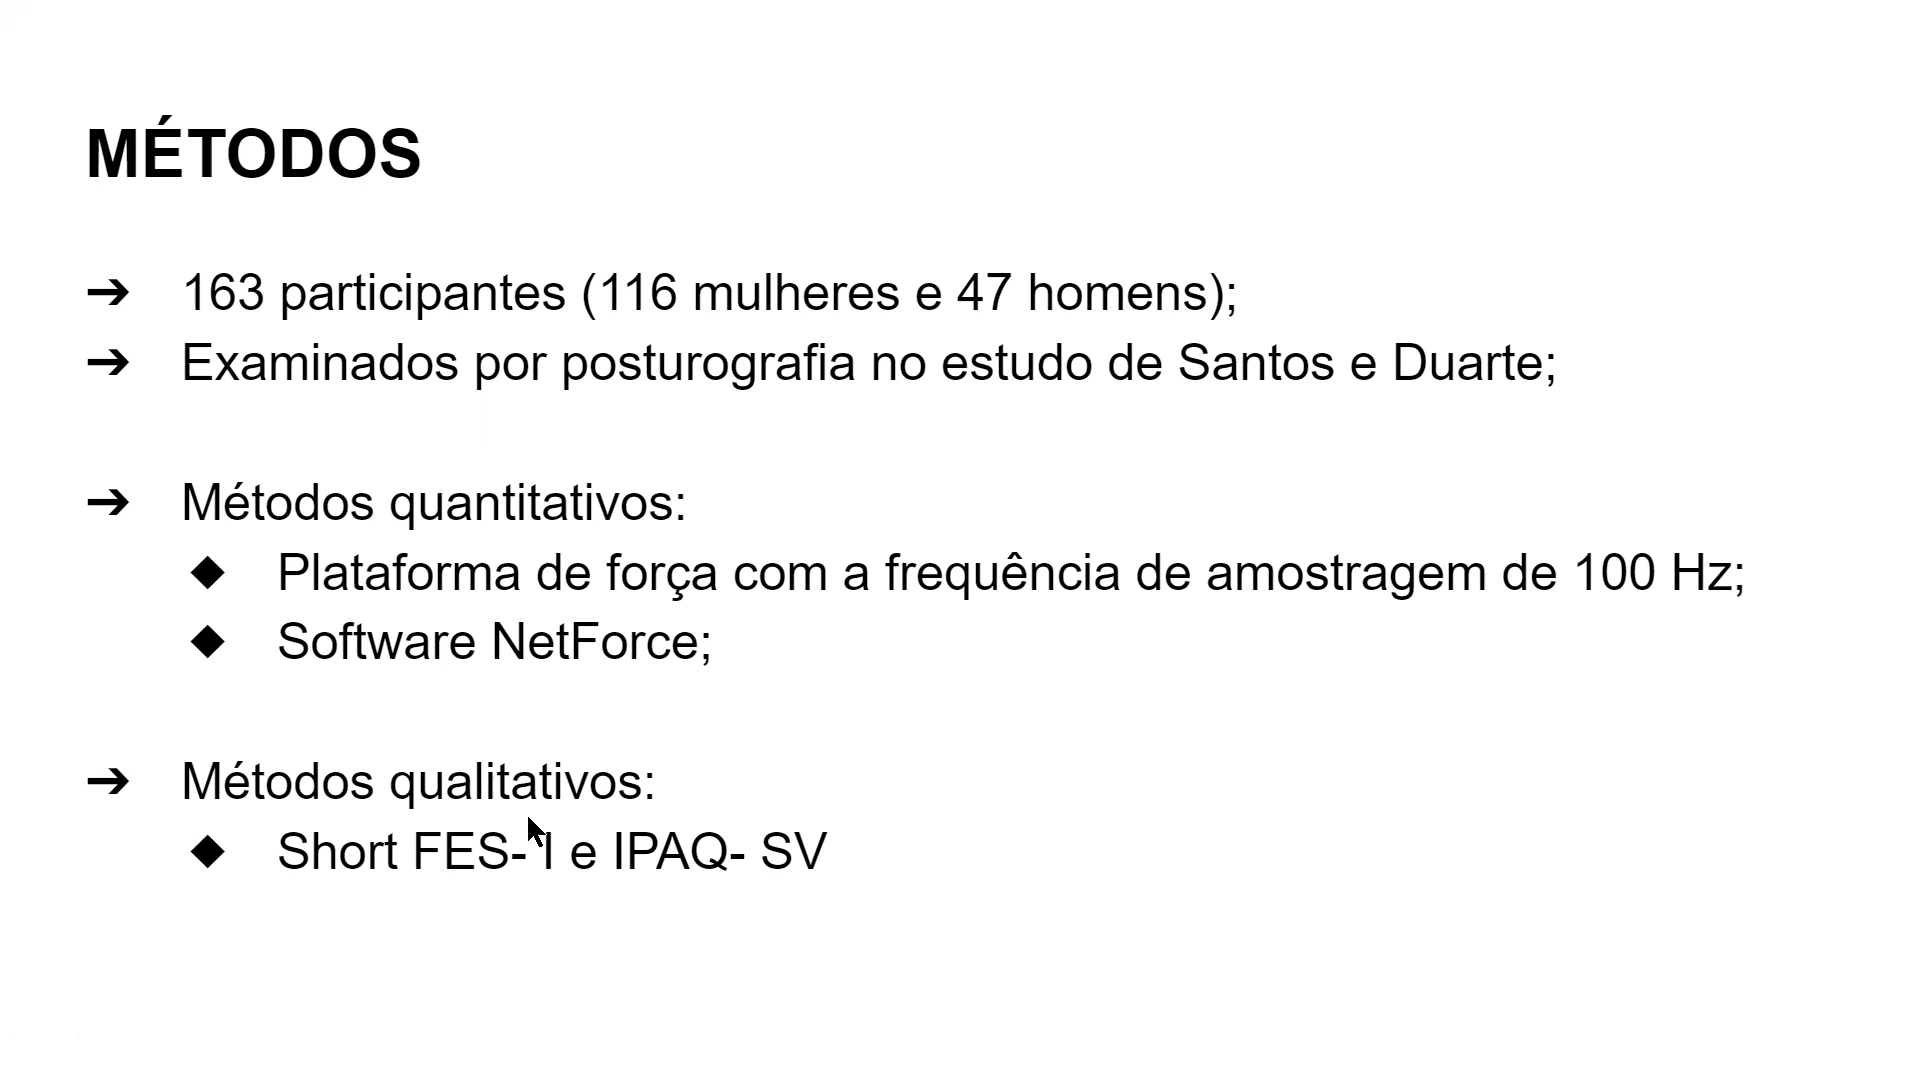 MÉTODOS
➔ 163 participantes (116 mulheres e 47 homens);
➔ Examinados por posturografia no estudo de Santos e Duarte;
➔ Métodos quantitativos:
◆ Plataforma de força com a frequência de amostragem de 100 Hz;
◆ Software NetForce;
➔ Métodos qualitativos:
◆ Short FES- I e IPAQ- SV